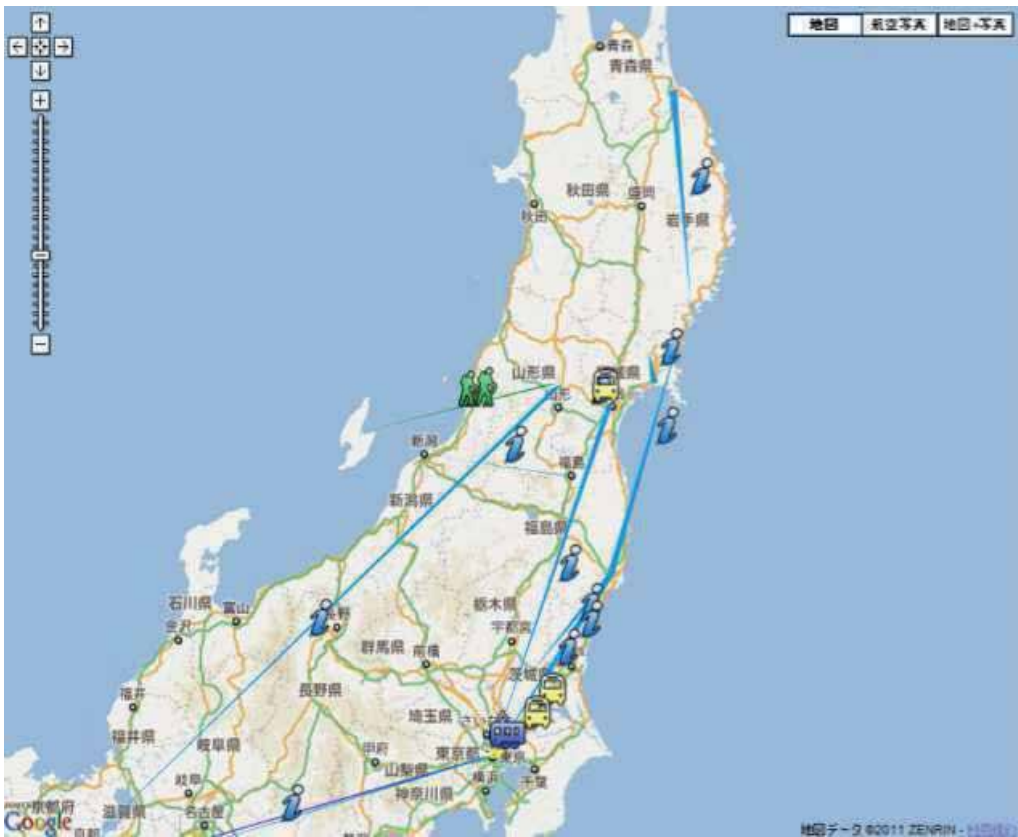 地図 航空写真 地図+写真
青森
青森県
秋田県 盛岡
秋田
岩手県
山形県
山形
新潟
福島
新潟県
福島県
石川県 富山
栃木県
金沢
宇都宮
群馬県 前橋
長野県
茨城県
福井
埼玉県
福井県 岐阜県
東京都 東京
甲府
山梨県
岐阜
横浜 千葉
神奈川県
滋賀県 名古屋
京都府
Google
地図データ ©2011 ZENRIN -